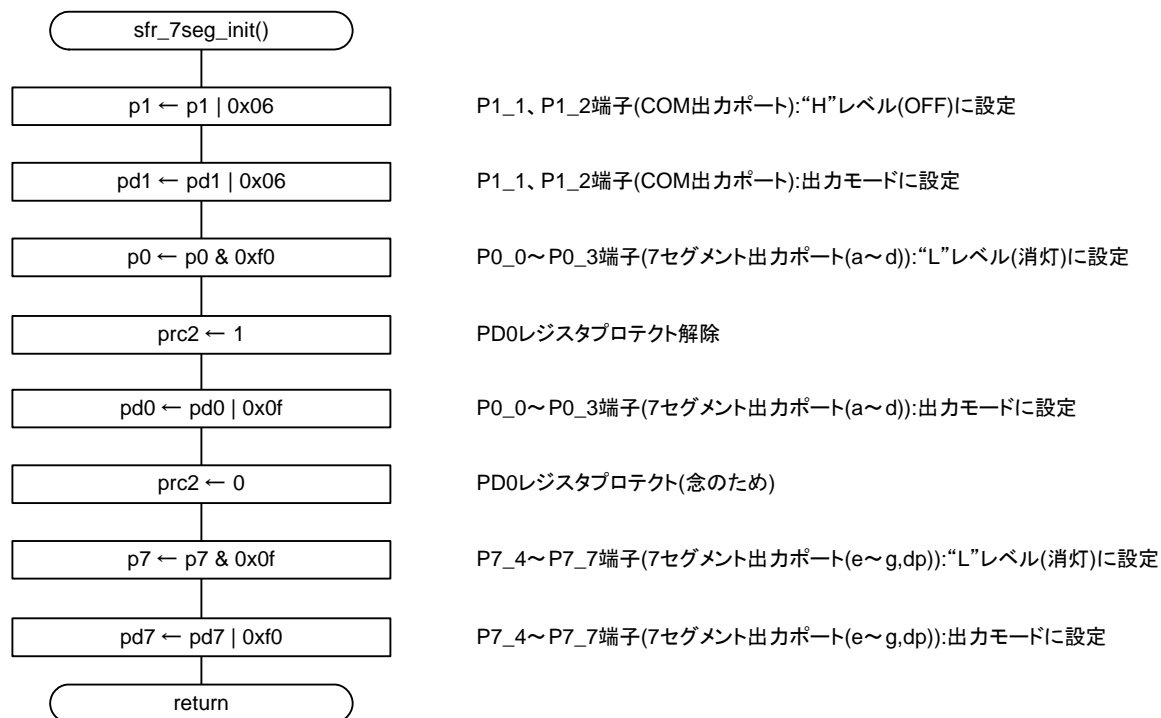 sfr_7seg_init()
p1 ← p1 | 0x06
P1_1、P1_2端子(COM出力ポート):“H”レベル(OFF)に設定
pd1 ← pd1 | 0x06
P1_1、P1_2端子(COM出力ポート):出力モードに設定
p0 ← p0 & 0xf0
P0_0～P0_3端子(7セグメント出力ポート(a～d)):“L”レベル(消灯)に設定
prc2 ← 1
PD0レジスタプロテクト解除
pd0 ← pd0 | 0x0f
P0_0～P0_3端子(7セグメント出力ポート(a～d)):出力モードに設定
prc2 ← 0
PD0レジスタプロテクト(念のため)
p7 ← p7 & 0x0f
P7_4～P7_7端子(7セグメント出力ポート(e～g,dp)):“L”レベル(消灯)に設定
pd7 ← pd7 | 0xf0
P7_4～P7_7端子(7セグメント出力ポート(e～g,dp)):出力モードに設定
return